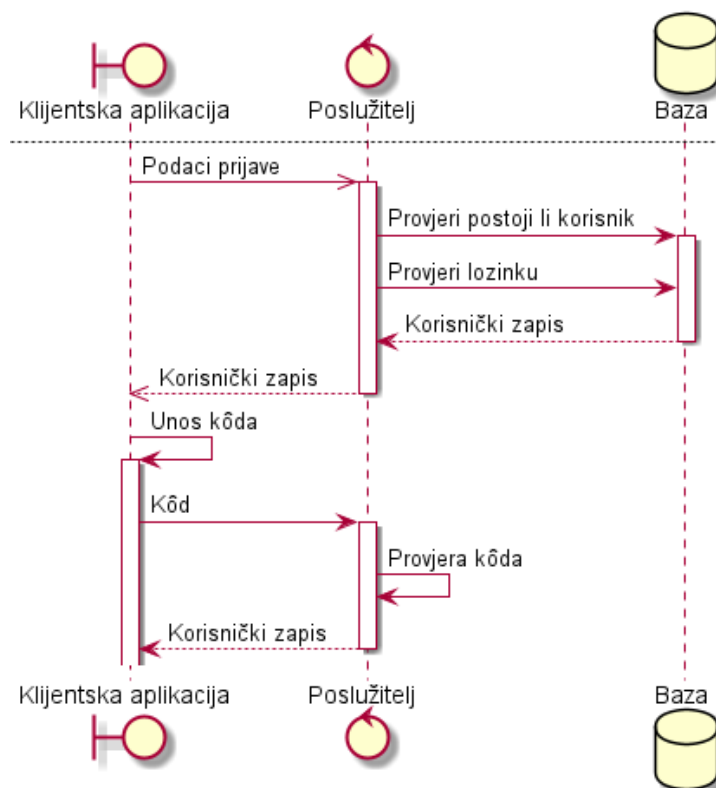 Klijentska aplikacija
Poslužitelj
Baza
Podaci prijave
Provjeri postoji li korisnik
Provjeri lozinku
Korisnički zapis
Korisnički zapis
Unos kôda
Kôd
Provjera kôda
Korisnički zapis
Klijentska aplikacija
Poslužitelj
Baza